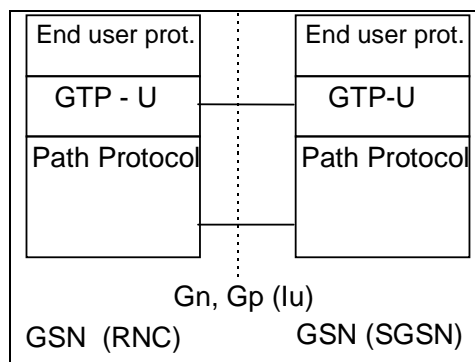 End user prot.
End user prot.
GTP - U
GTP-U
Path Protocol
Path Protocol
Gn, Gp (Iu)
GSN (RNC)
GSN (SGSN)